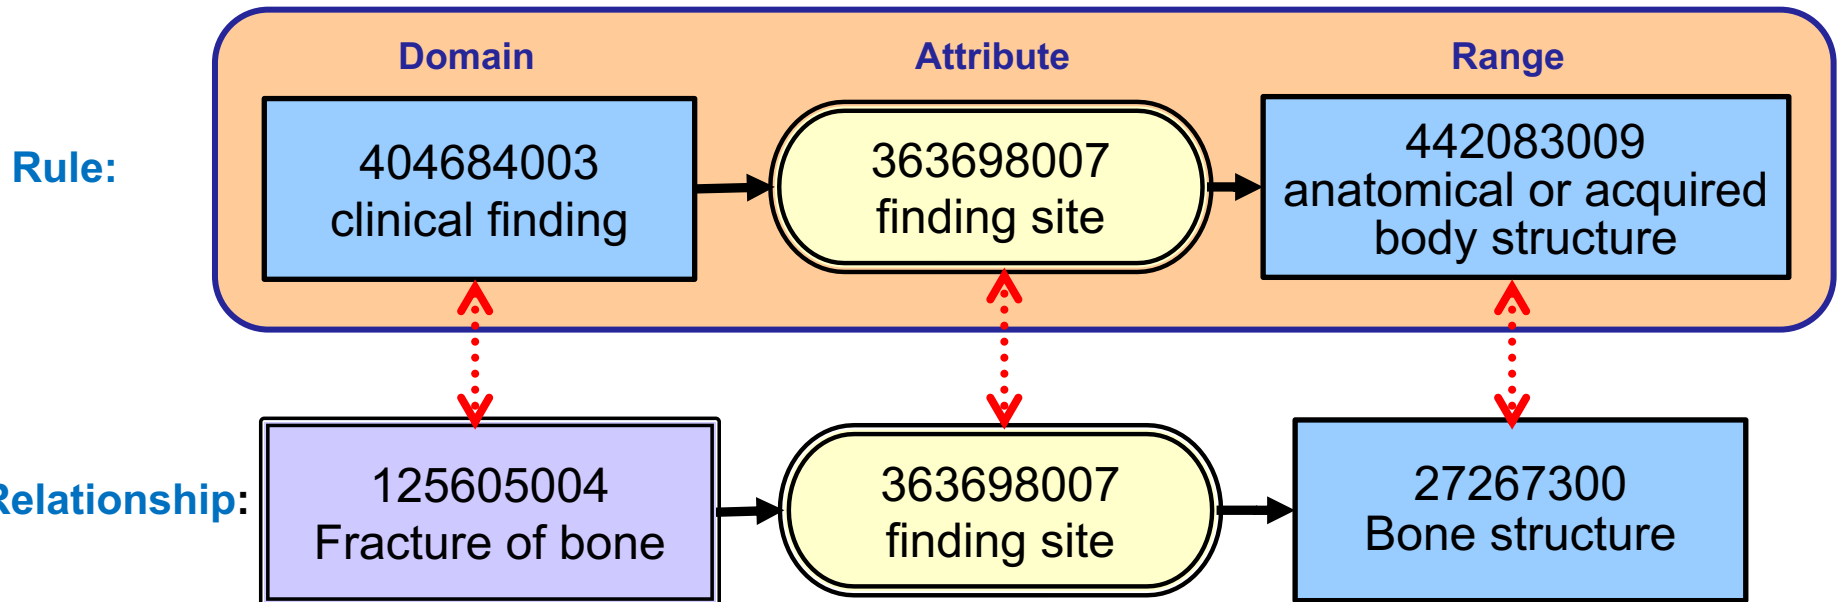 Domain
Attribute
Range
Rule:
404684003
clinical finding
363698007
finding site
442083009
anatomical or acquired
body structure
Relationship:
125605004
Fracture of bone
363698007
finding site
27267300
Bone structure